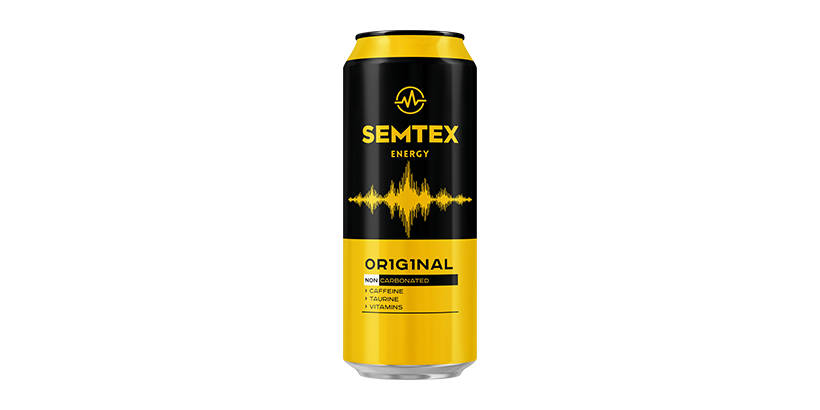 SEMTEX
ENERGY
OR1G1NAL
NON CARBONATED
› CAFFEINE
› TAURINE
› VITAMINS